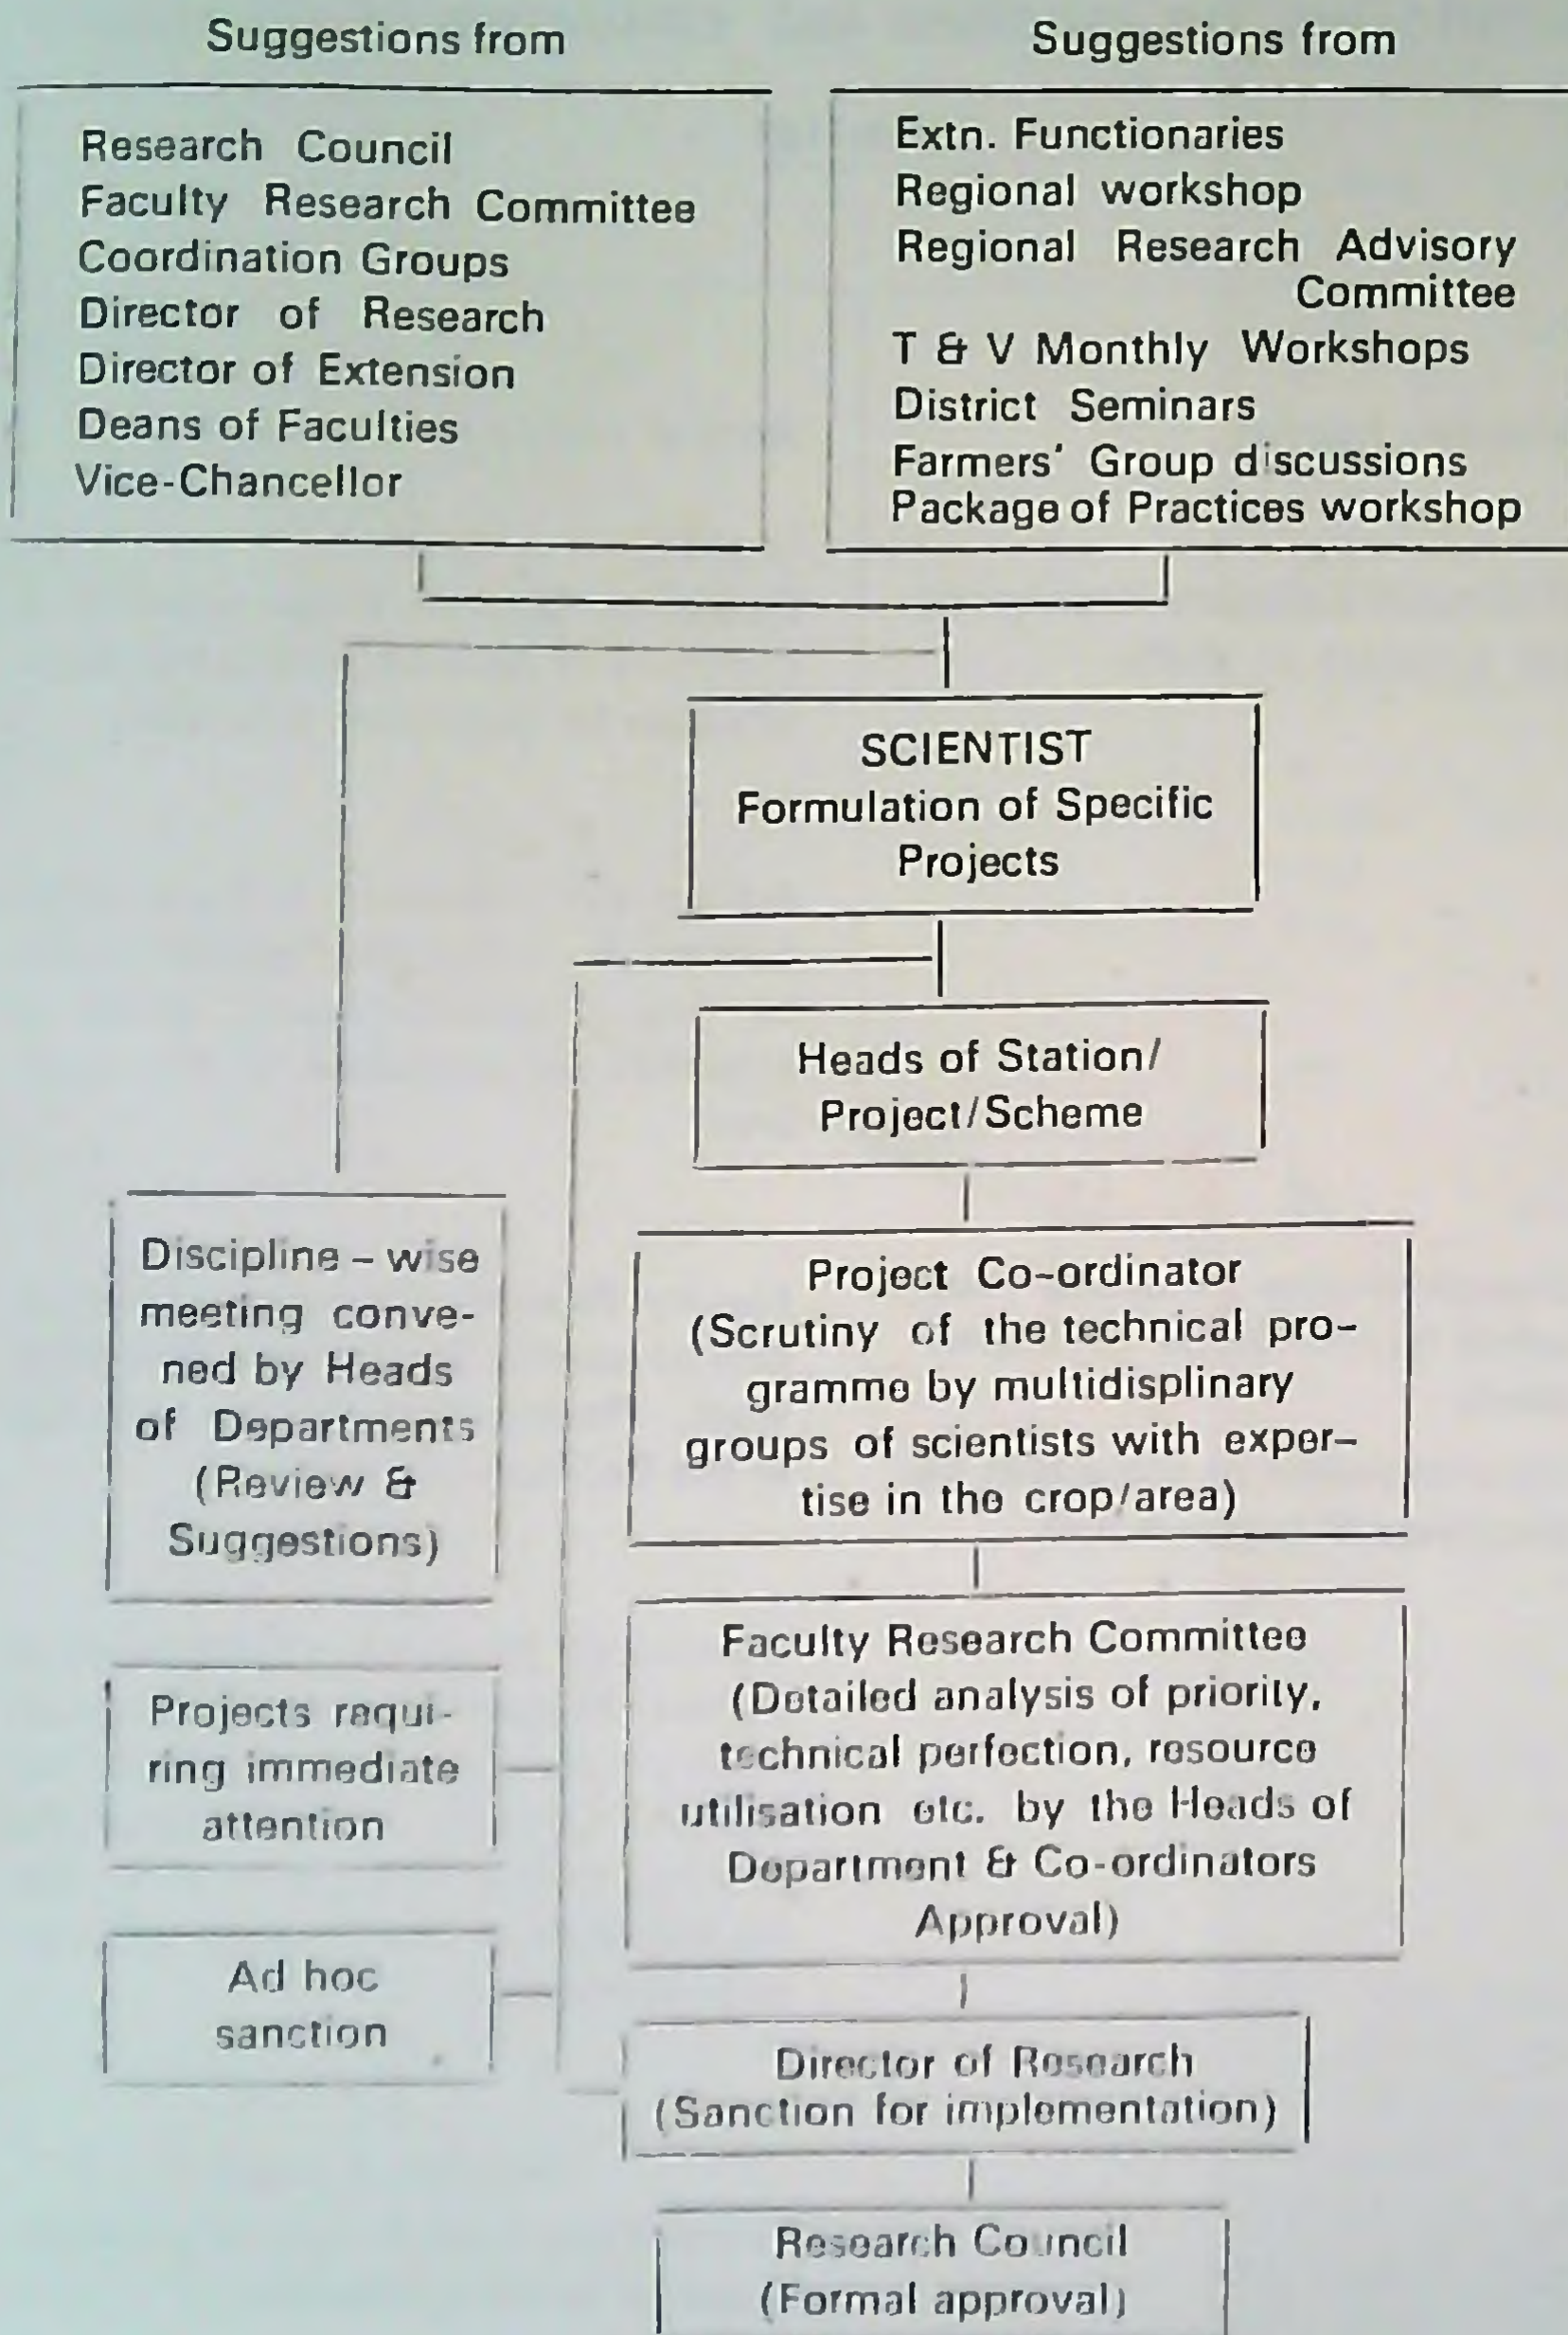 Suggestions from
Research Council
Faculty Research Committee
Coordination Groups
Director of Research
Director of Extension
Deans of Faculties
Vice-Chancellor
Suggestions from
Extn. Functionaries
Regional workshop
Regional Research Advisory
Committee
T & V Monthly Workshops
District Seminars
Farmers' Group discussions
Package of Practices workshop
SCIENTIST
Formulation of Specific
Projects
Heads of Station/
Project/Scheme
Discipline - wise
meeting conve-
ned by Heads
of Departments
(Review &
Suggestions)
Project Co-ordinator
(Scrutiny of the technical pro-
gramme by multidisplinary
groups of scientists with exper-
tise in the crop/area)
Projects requi-
ring immediate
attention
Faculty Research Committee
(Detailed analysis of priority,
technical perfection, resource
utilisation etc. by the Heads of
Department & Co-ordinators
Approval)
Ad hoc
sanction
Director of Research
(Sanction for implementation)
Research Council
(Formal approval)